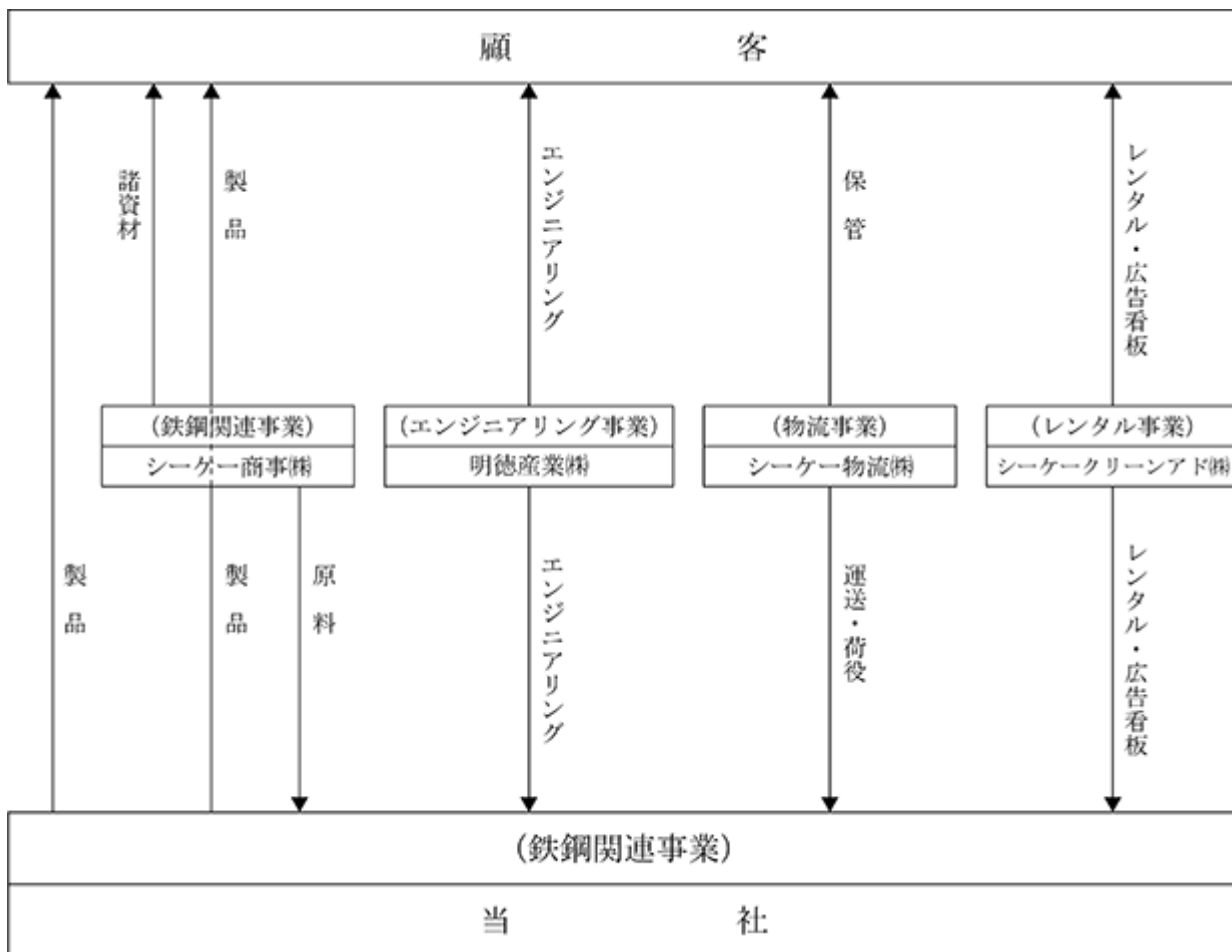 顧客
諸資材
製品
エンジニアリング
保管
レンタル・広告看板
(鉄鋼関連事業)
シーケー商事㈱
(エンジニアリング事業)
明徳産業㈱
(物流事業)
シーケー物流㈱
(レンタル事業)
シーケークリーンアド㈱
製品
製品
原料
エンジニアリング
運送・荷役
レンタル・広告看板
(鉄鋼関連事業)
当社